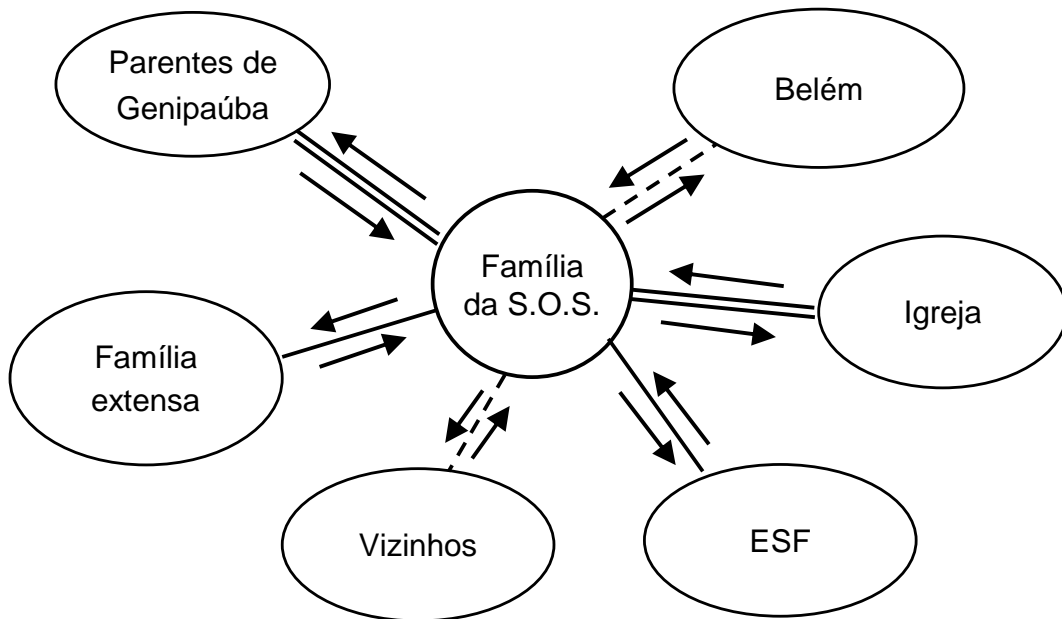 Parentes de
Genipaúba
Belém
Família
da S.O.S.
Igreja
Família
extensa
Vizinhos
ESF